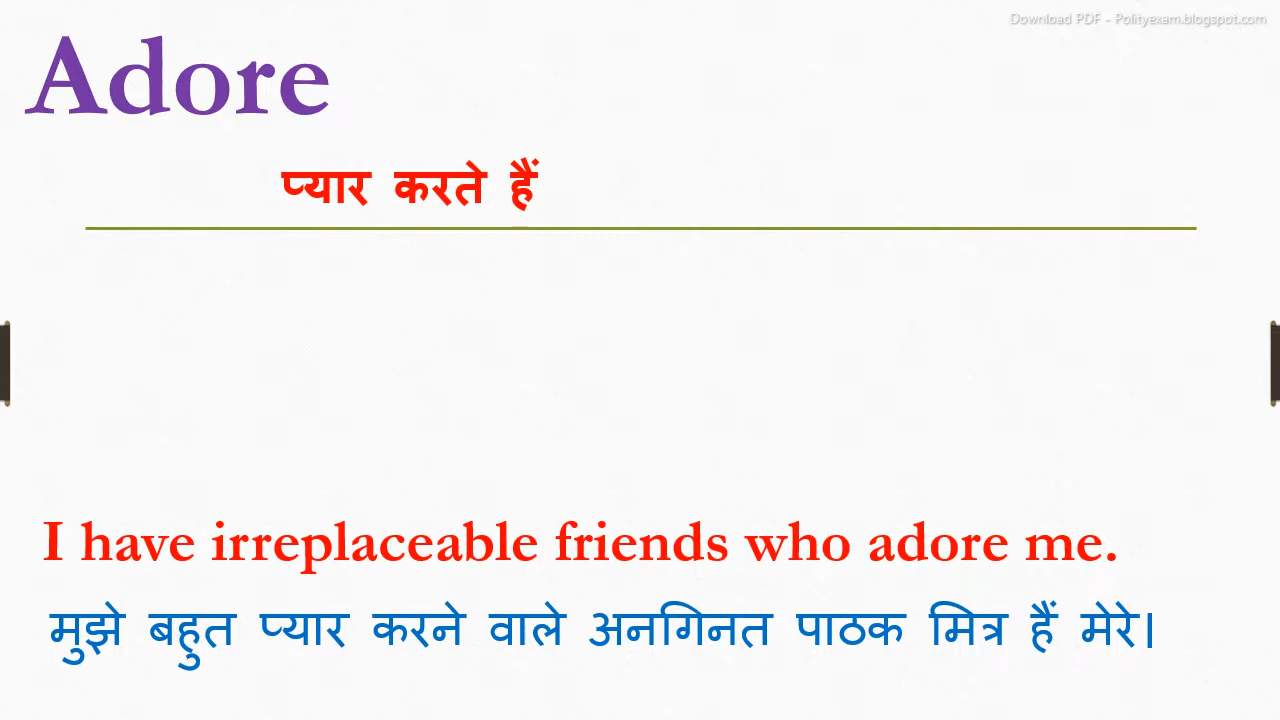 Download PDF - Polityexam.blogspot.com
Adore
प्यार करते हैं
I have irreplaceable friends who adore me.
मुझे बहुत प्यार करने वाले अनगिनत पाठक मित्र हैं मेरे।